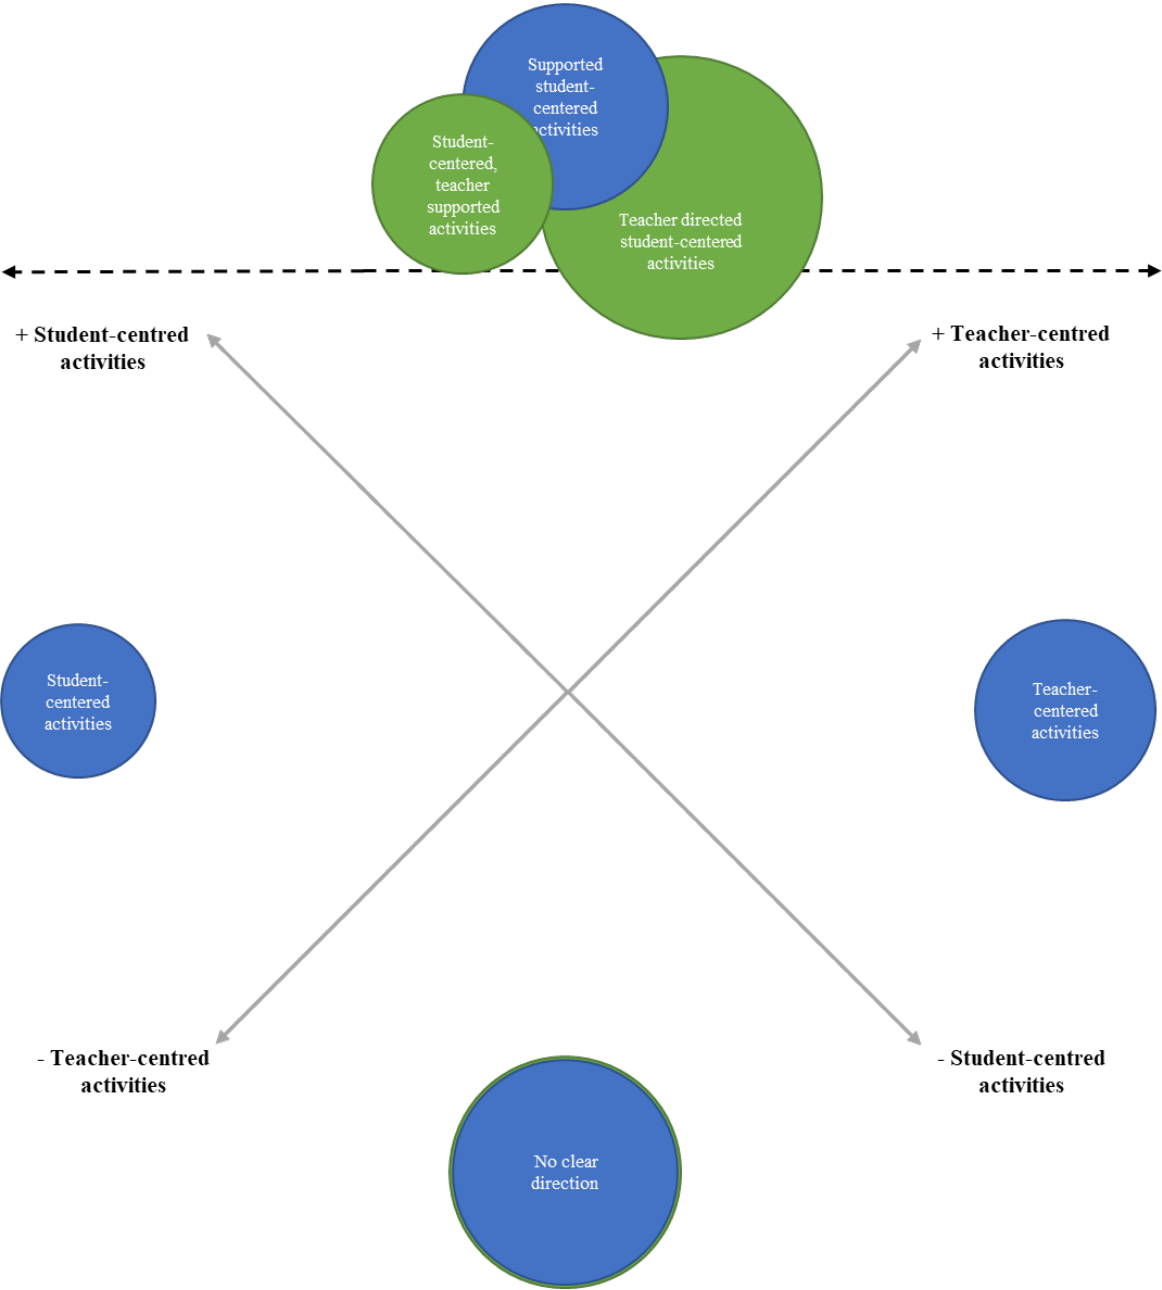 Supported
student-
centered
activities
Student-
centered,
teacher
supported
activities
Teacher directed
student-centered
activities
+ Student-centred
activities
+ Teacher-centred
activities
Student-
centered
activities
Teacher-
centered
activities
- Teacher-centred
activities
- Student-centred
activities
No clear
direction